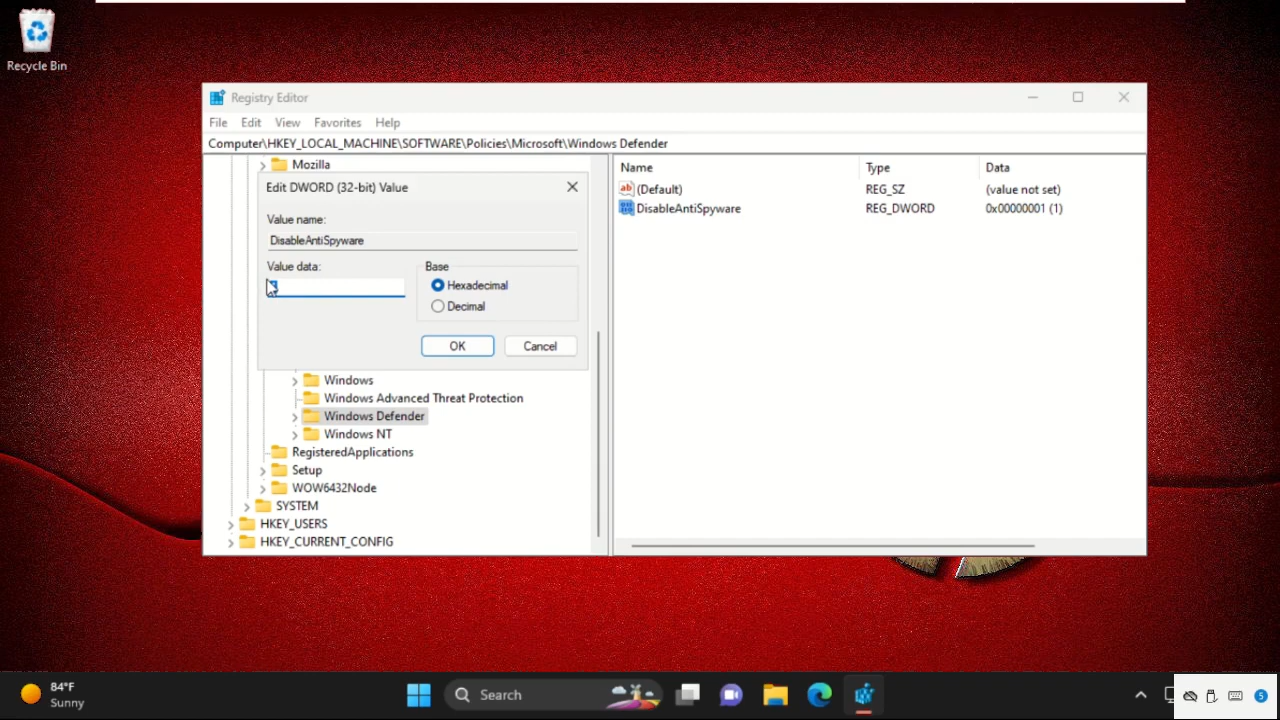 Recycle Bin
Registry Editor
File Edit View Favorites Help
Computer\HKEY_LOCAL_MACHINE\SOFTWARE\Policies\Microsoft\Windows Defender
Mozilla
Name Type Data
(Default) REG_SZ (value not set)
DisableAntiSpyware REG_DWORD 0x00000001 (1)
Edit DWORD (32-bit) Value
Value name:
DisableAntiSpyware
Value data:
Base
Hexadecimal
Decimal
OK Cancel
Windows
Windows Advanced Threat Protection
Windows Defender
Windows NT
RegisteredApplications
Setup
WOW6432Node
SYSTEM
HKEY_USERS
HKEY_CURRENT_CONFIG
84°F
Sunny
Search
5